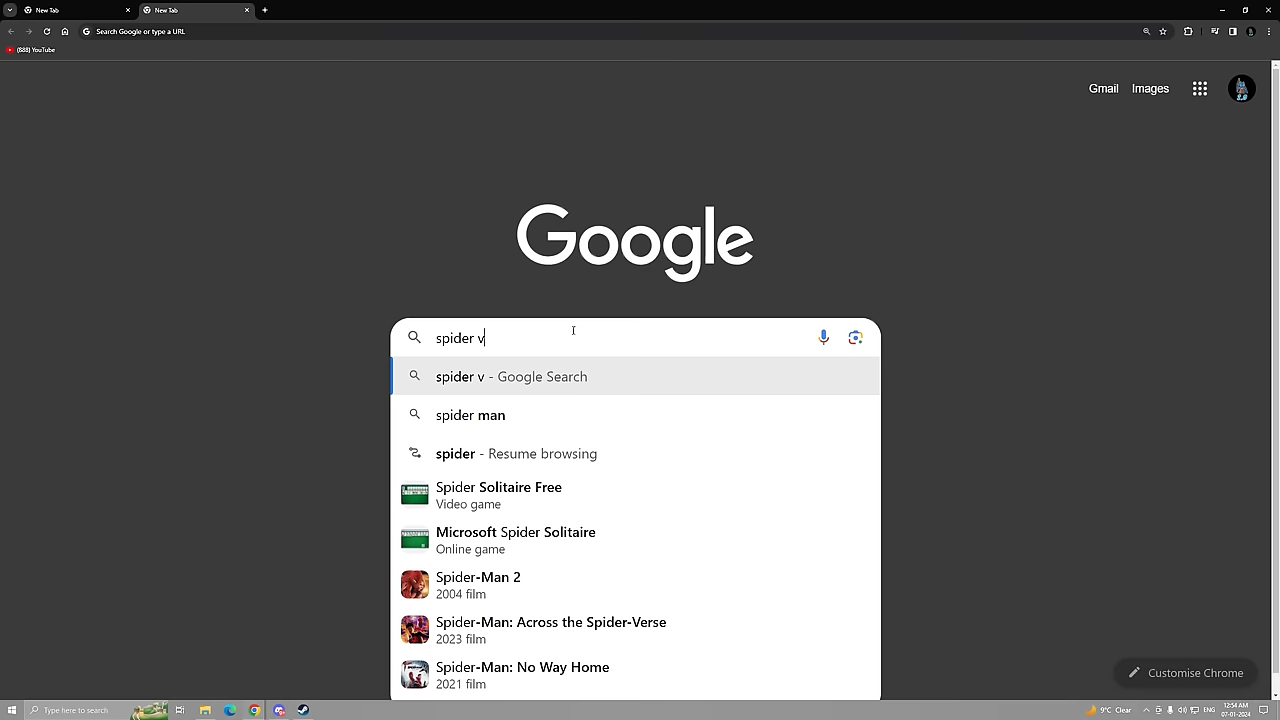 New Tab
New Tab
Search Google or type a URL
(688) YouTube
Gmail
Images
Google
spider v
spider v - Google Search
spider man
spider - Resume browsing
Spider Solitaire Free
Video game
Microsoft Spider Solitaire
Online game
Spider-Man 2
2004 film
Spider-Man: Across the Spider-Verse
2023 film
Spider-Man: No Way Home
2021 film
Customise Chrome
Type here to search
9°C Clear
ENG
12:54 AM
07-01-2024